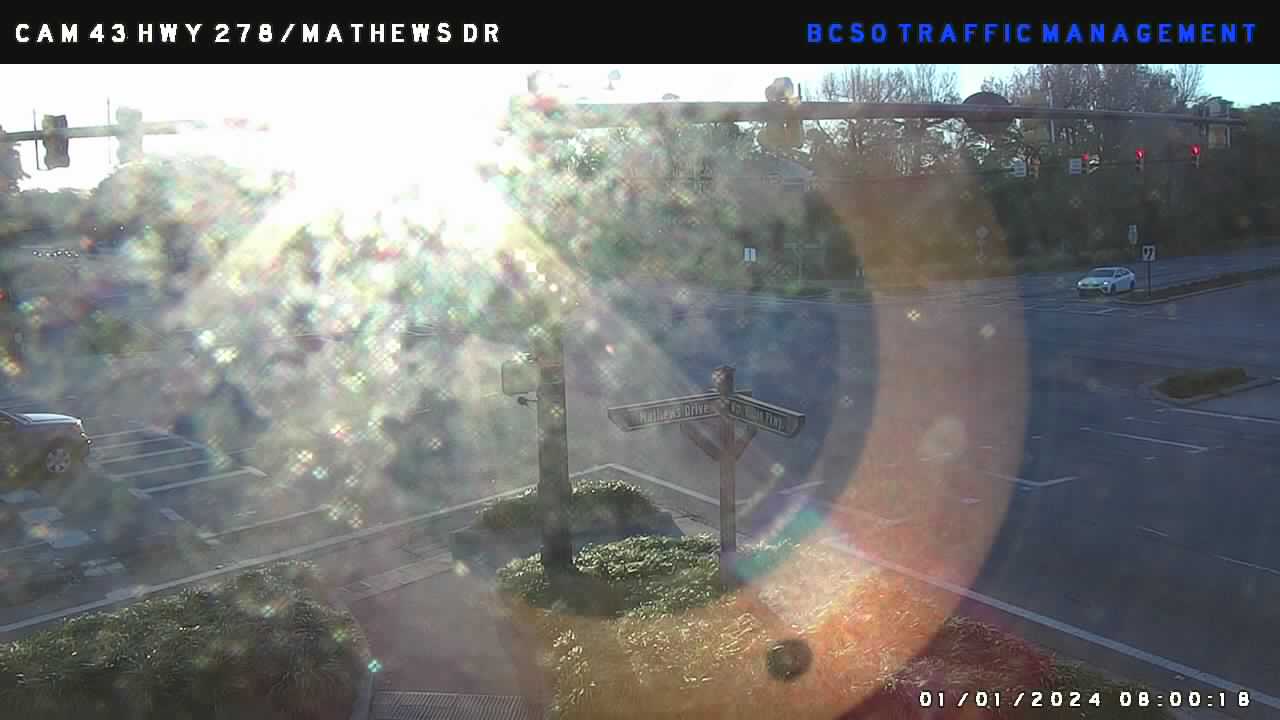 CAM 43 HWY 278/MATHEWS DR
BCSO TRAFFIC MANAGEMENT
Mathews Drive
01/01/2024 08:00:18